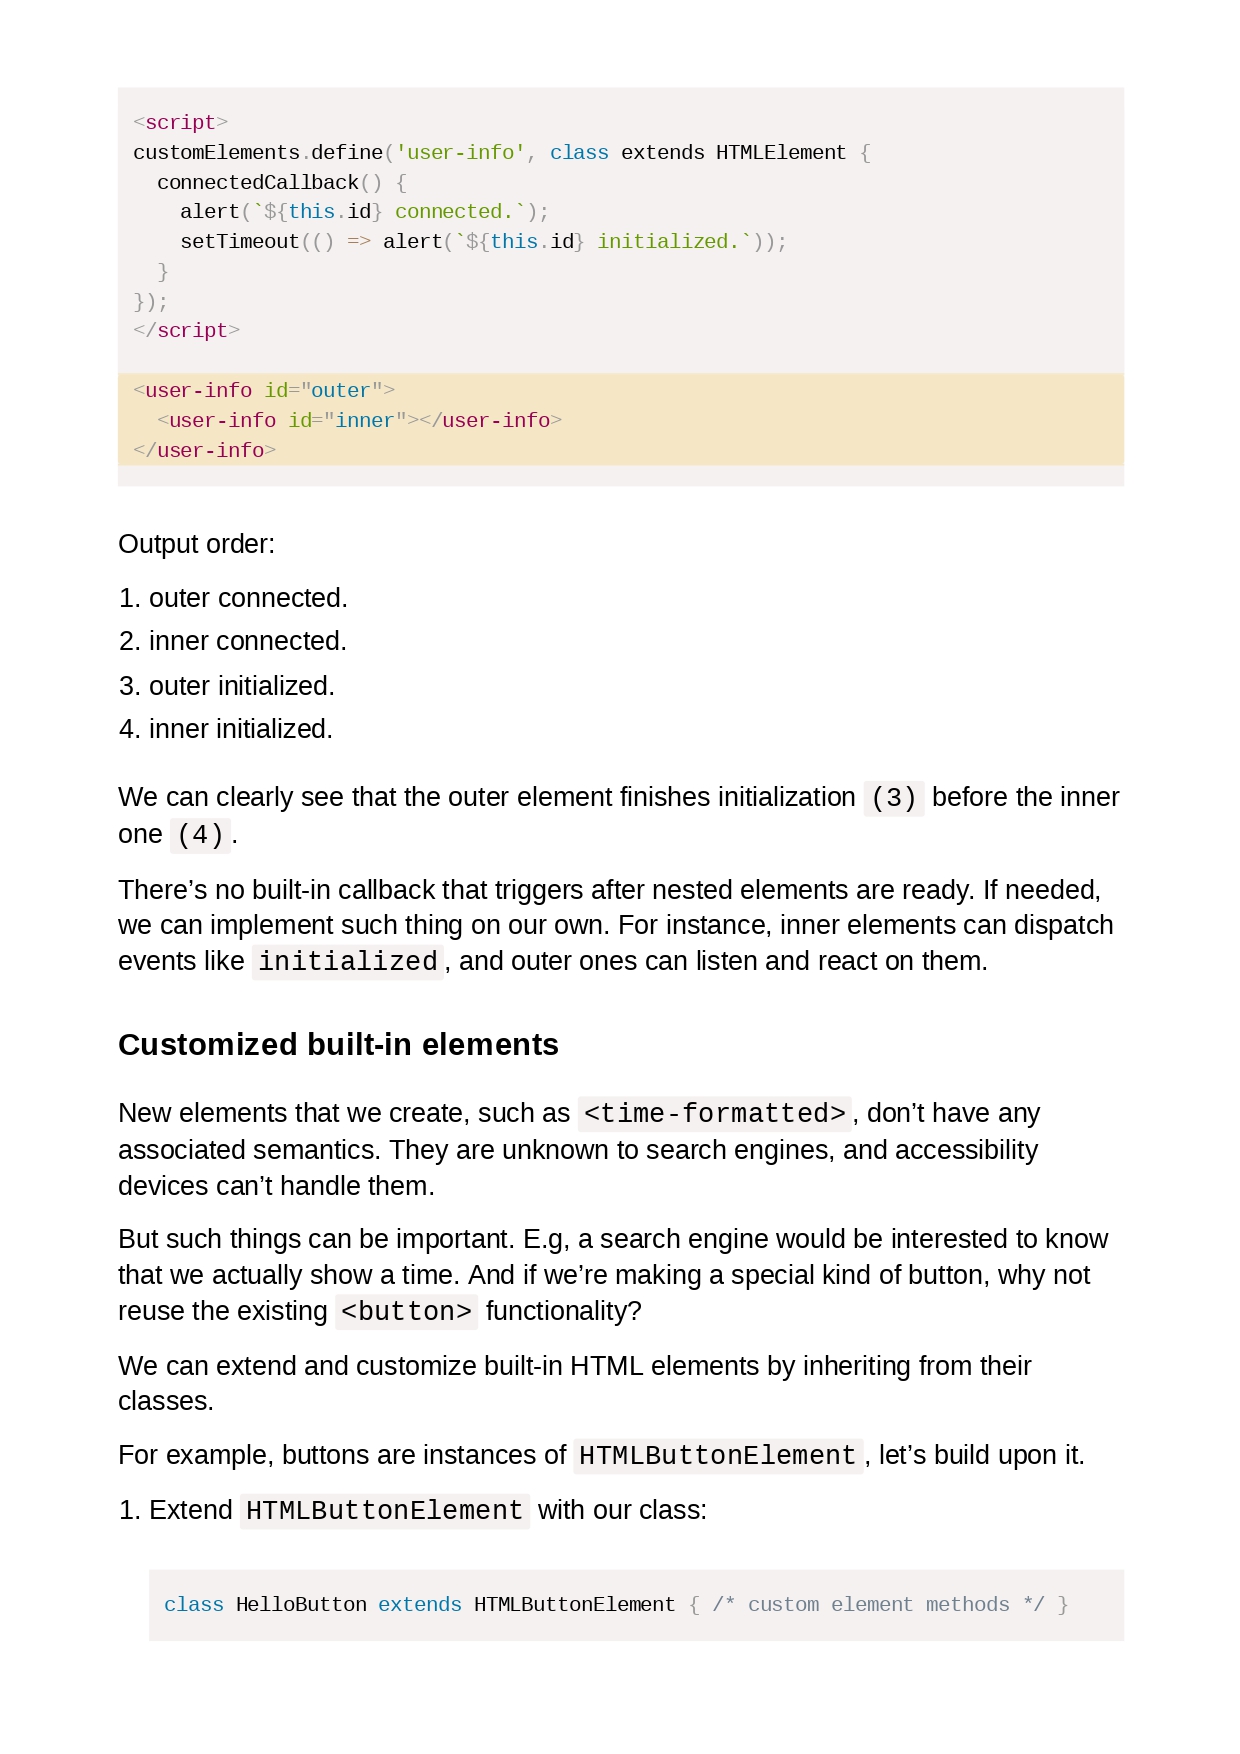 <script>
customElements.define('user-info', class extends HTMLElement {
  connectedCallback() {
    alert(`${this.id} connected.`);
    setTimeout(() => alert(`${this.id} initialized.`));
  }
});
</script>

<user-info id="outer">
  <user-info id="inner"></user-info>
</user-info>
Output order:
1. outer connected.
2. inner connected.
3. outer initialized.
4. inner initialized.
We can clearly see that the outer element finishes initialization (3) before the inner
one (4).
There’s no built-in callback that triggers after nested elements are ready. If needed,
we can implement such thing on our own. For instance, inner elements can dispatch
events like initialized, and outer ones can listen and react on them.
Customized built-in elements
New elements that we create, such as <time-formatted>, don’t have any
associated semantics. They are unknown to search engines, and accessibility
devices can’t handle them.
But such things can be important. E.g, a search engine would be interested to know
that we actually show a time. And if we’re making a special kind of button, why not
reuse the existing <button> functionality?
We can extend and customize built-in HTML elements by inheriting from their
classes.
For example, buttons are instances of HTMLButtonElement, let’s build upon it.
1. Extend HTMLButtonElement with our class:
class HelloButton extends HTMLButtonElement { /* custom element methods */ }